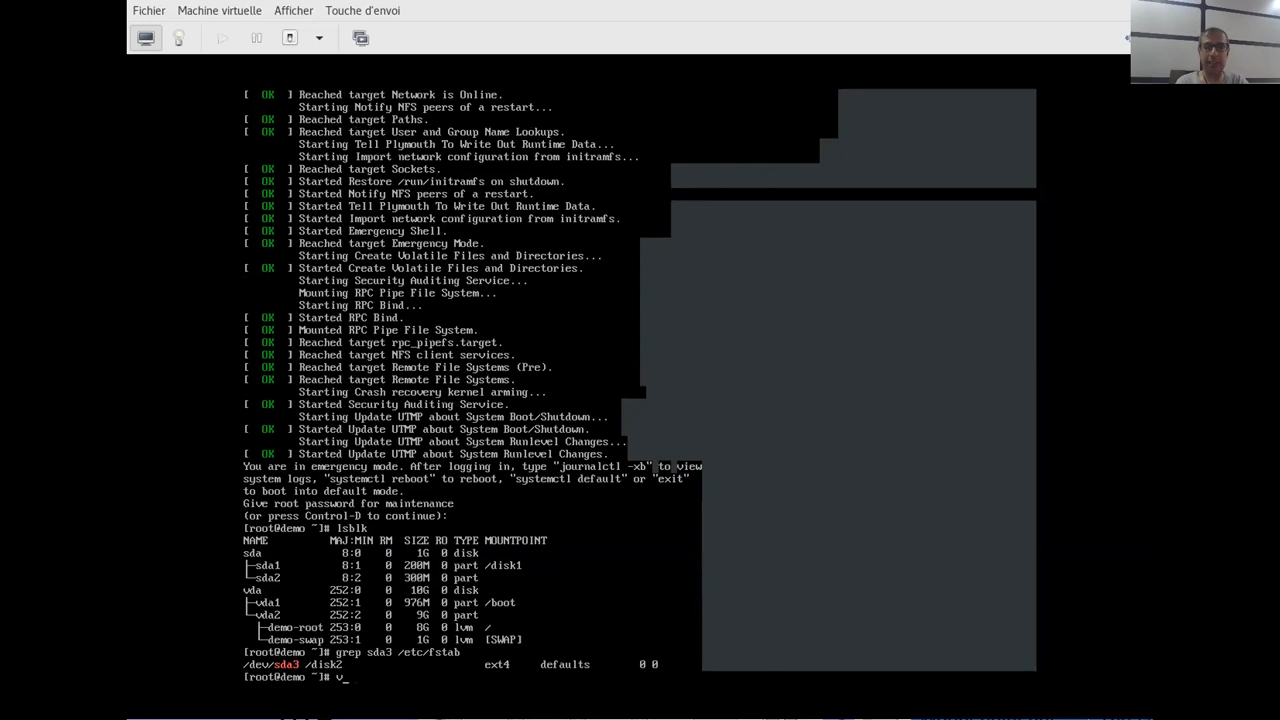 Fichier Machine virtuelle Afficher Touche d'envoi
[ OK ] Reached target Network is Online.
Starting Notify NFS peers of a restart...
[ OK ] Reached target Paths.
[ OK ] Reached target User and Group Name Lookups.
Starting Tell Plymouth To Write Out Runtime Data...
Starting Import network configuration from initramfs...
[ OK ] Reached target Sockets.
[ OK ] Started Restore /run/initramfs on shutdown.
[ OK ] Started Notify NFS peers of a restart.
[ OK ] Started Tell Plymouth To Write Out Runtime Data.
[ OK ] Started Import network configuration from initramfs.
[ OK ] Started Emergency Shell.
[ OK ] Reached target Emergency Mode.
Starting Create Volatile Files and Directories...
[ OK ] Started Create Volatile Files and Directories.
Starting Security Auditing Service...
Mounting RPC Pipe File System...
Starting RPC Bind...
[ OK ] Started RPC Bind.
[ OK ] Mounted RPC Pipe File System.
[ OK ] Reached target rpc_pipefs.target.
[ OK ] Reached target NFS client services.
[ OK ] Reached target Remote File Systems (Pre).
[ OK ] Reached target Remote File Systems.
Starting Crash recovery kernel arming...
[ OK ] Started Security Auditing Service.
Starting Update UTMP about System Boot/Shutdown...
[ OK ] Started Update UTMP about System Boot/Shutdown.
Starting Update UTMP about System Runlevel Changes...
[ OK ] Started Update UTMP about System Runlevel Changes.
You are in emergency mode. After logging in, type "journalctl -xb" to view
system logs, "systemctl reboot" to reboot, "systemctl default" or "exit"
to boot into default mode.
Give root password for maintenance
(or press Control-D to continue):
[root@demo ~]# lsblk
NAME MAJ:MIN RM SIZE RO TYPE MOUNTPOINT
sda 8:0 0 1G 0 disk
├─sda1 8:1 0 200M 0 part /disk1
└─sda2 8:2 0 300M 0 part
vda 252:0 0 10G 0 disk
├─vda1 252:1 0 976M 0 part /boot
└─vda2 252:2 0 9G 0 part
├─demo-root 253:0 0 8G 0 lvm /
└─demo-swap 253:1 0 1G 0 lvm [SWAP]
[root@demo ~]# grep sda3 /etc/fstab
/dev/sda3 /disk2 ext4 defaults 0 0
[root@demo ~]# v_